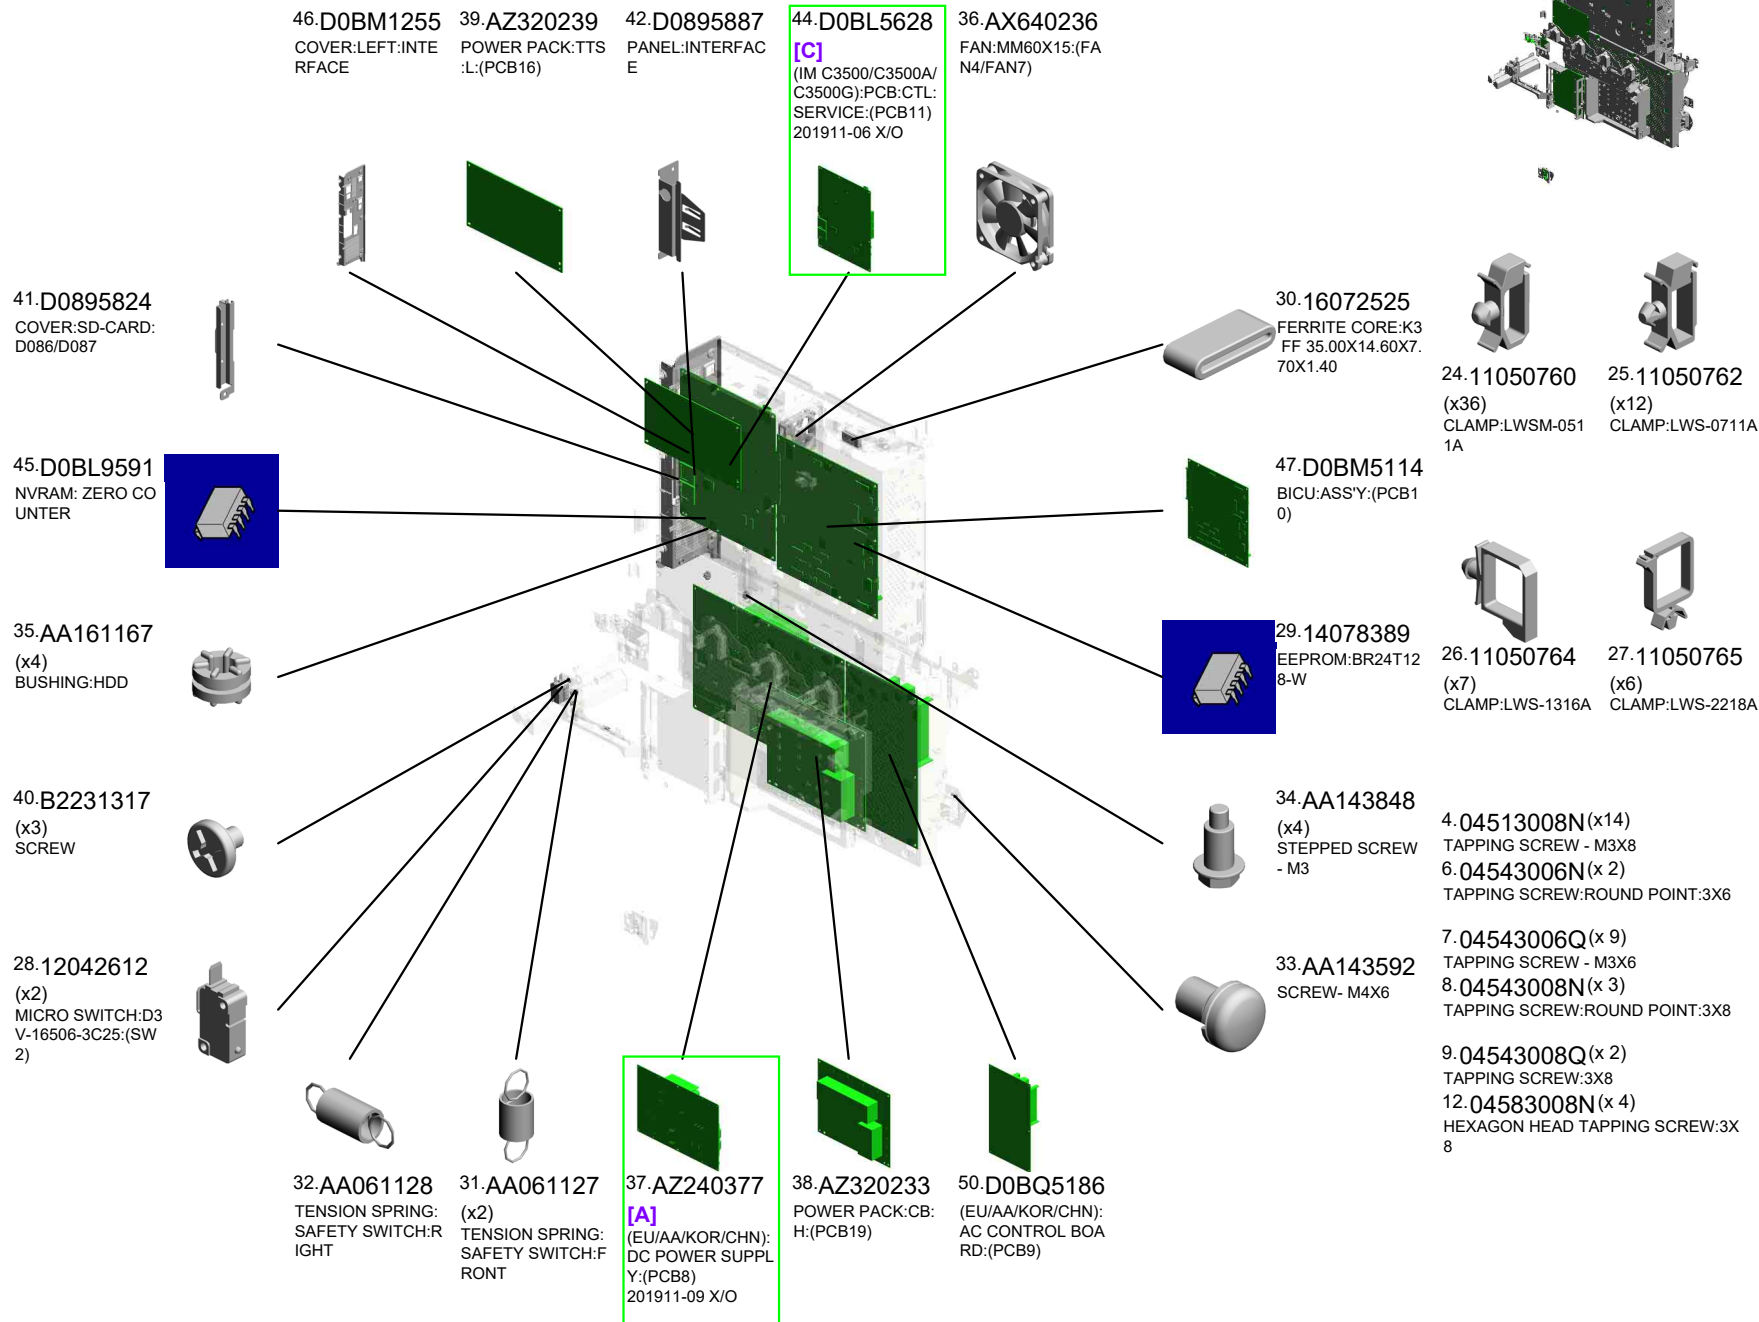 46.D0BM1255
COVER:LEFT:INTE
RFACE
39.AZ320239
POWER PACK:TTS
:L:(PCB16)
42.D0895887
PANEL:INTERFAC
E
44.D0BL5628
[C]
(IM C3500/C3500A/
C3500G):PCB:CTL:
SERVICE:(PCB11)
201911-06 X/O
36.AX640236
FAN:MM60X15:(FA
N4/FAN7)
41.D0895824
COVER:SD-CARD:
D086/D087
30.16072525
FERRITE CORE:K3
FF 35.00X14.60X7.
70X1.40
24.11050760
(x36)
CLAMP:LWSM-051
1A
25.11050762
(x12)
CLAMP:LWS-0711A
45.D0BL9591
NVRAM: ZERO CO
UNTER
47.D0BM5114
BICU:ASS'Y:(PCB1
0)
35.AA161167
(x4)
BUSHING:HDD
29.14078389
EEPROM:BR24T12
8-W
26.11050764
(x7)
CLAMP:LWS-1316A
27.11050765
(x6)
CLAMP:LWS-2218A
40.B2231317
(x3)
SCREW
34.AA143848
(x4)
STEPPED SCREW
- M3
4.04513008N(x14)
TAPPING SCREW - M3X8
6.04543006N(x 2)
TAPPING SCREW:ROUND POINT:3X6
7.04543006Q(x 9)
TAPPING SCREW - M3X6
8.04543008N(x 3)
TAPPING SCREW:ROUND POINT:3X8
9.04543008Q(x 2)
TAPPING SCREW:3X8
12.04583008N(x 4)
HEXAGON HEAD TAPPING SCREW:3X
8
28.12042612
(x2)
MICRO SWITCH:D3
V-16506-3C25:(SW
2)
33.AA143592
SCREW- M4X6
32.AA061128
TENSION SPRING:
SAFETY SWITCH:R
IGHT
31.AA061127
(x2)
TENSION SPRING:
SAFETY SWITCH:F
RONT
37.AZ240377
[A]
(EU/AA/KOR/CHN):
DC POWER SUPPL
Y:(PCB8)
201911-09 X/O
38.AZ320233
POWER PACK:CB:
H:(PCB19)
50.D0BQ5186
(EU/AA/KOR/CHN):
AC CONTROL BOA
RD:(PCB9)